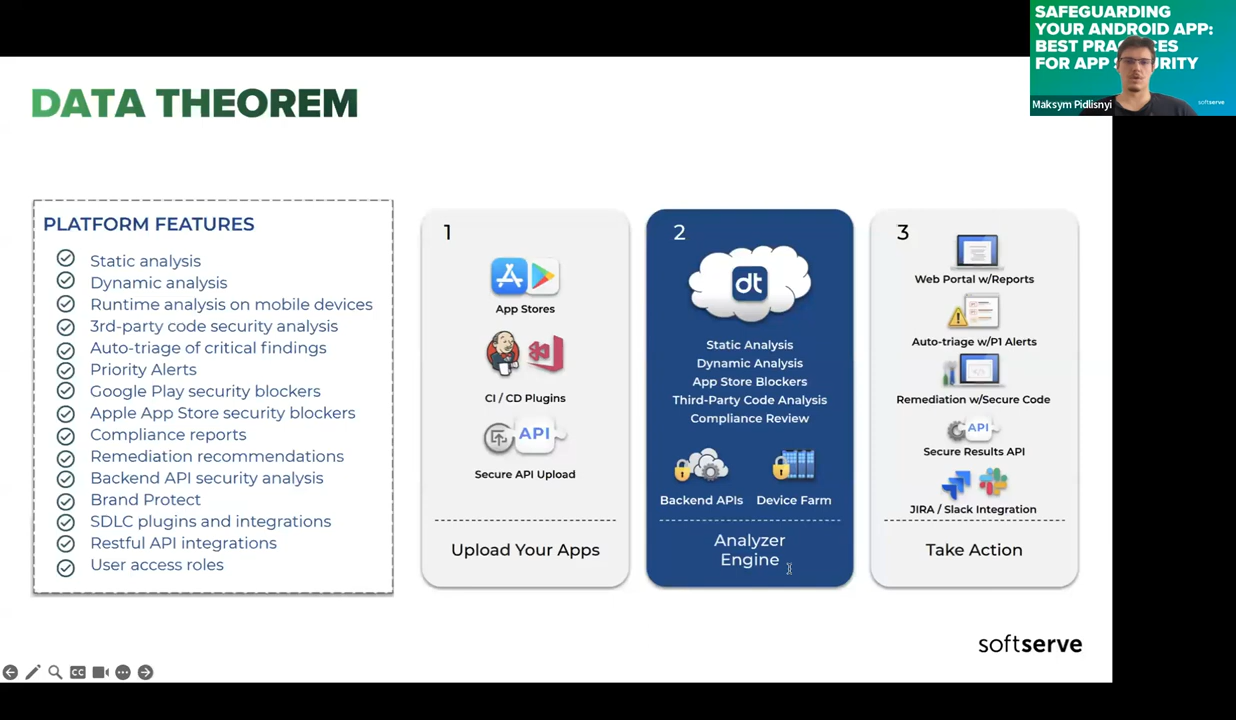 SAFEGUARDING
YOUR ANDROID APP:
BEST PRACTICES
FOR APP SECURITY
Maksym Pidlisnyi
softserve
DATA THEOREM
PLATFORM FEATURES
Static analysis
Dynamic analysis
Runtime analysis on mobile devices
3rd-party code security analysis
Auto-triage of critical findings
Priority Alerts
Google Play security blockers
Apple App Store security blockers
Compliance reports
Remediation recommendations
Backend API security analysis
Brand Protect
SDLC plugins and integrations
Restful API integrations
User access roles
1
App Stores
CI / CD Plugins
API
Secure API Upload
Upload Your Apps
2
dt
Static Analysis
Dynamic Analysis
App Store Blockers
Third-Party Code Analysis
Compliance Review
Backend APIs
Device Farm
Analyzer
Engine
3
Web Portal w/Reports
Auto-triage w/P1 Alerts
Remediation w/Secure Code
API
Secure Results API
JIRA / Slack Integration
Take Action
softserve
CC